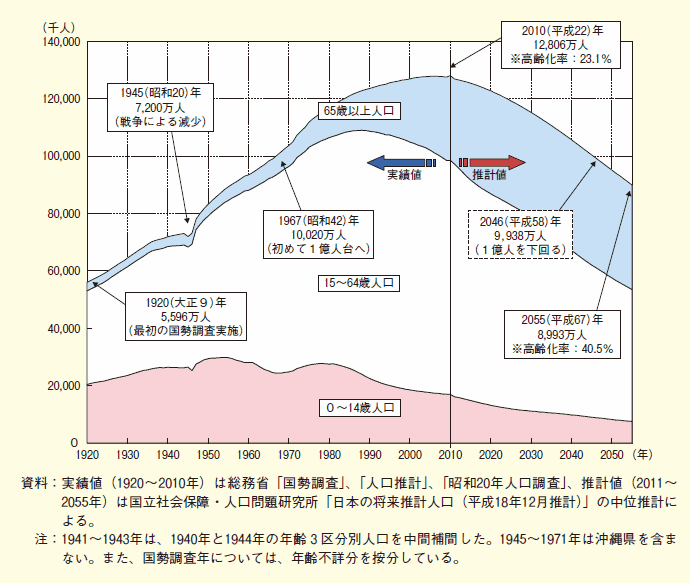 （千人）
140,000
120,000
100,000
80,000
60,000
40,000
20,000
0
2010（平成22）年
12,806万人
※高齢化率：23.1％
1945（昭和20）年
7,200万人
（戦争による減少）
65歳以上人口
実績値
推計値
1967（昭和42）年
10,020万人
（初めて１億人台へ）
2046（平成58）年
9,938万人
（１億人を下回る）
15～64歳人口
1920（大正９）年
5,596万人
（最初の国勢調査実施）
2055（平成67）年
8,993万人
※高齢化率：40.5％
０～14歳人口
1920 1930 1940 1950 1960 1970 1980 1990 2000 2010 2020 2030 2040 2050 （年）
資料：実績値（1920～2010年）は総務省「国勢調査」、「人口推計」、「昭和20年人口調査」、推計値（2011～
2055年）は国立社会保障・人口問題研究所「日本の将来推計人口（平成18年12月推計）」の中位推計に
よる。
注：1941～1943年は、1940年と1944年の年齢３区分別人口を中間補間した。1945～1971年は沖縄県を含ま
ない。また、国勢調査年については、年齢不詳分を按分している。